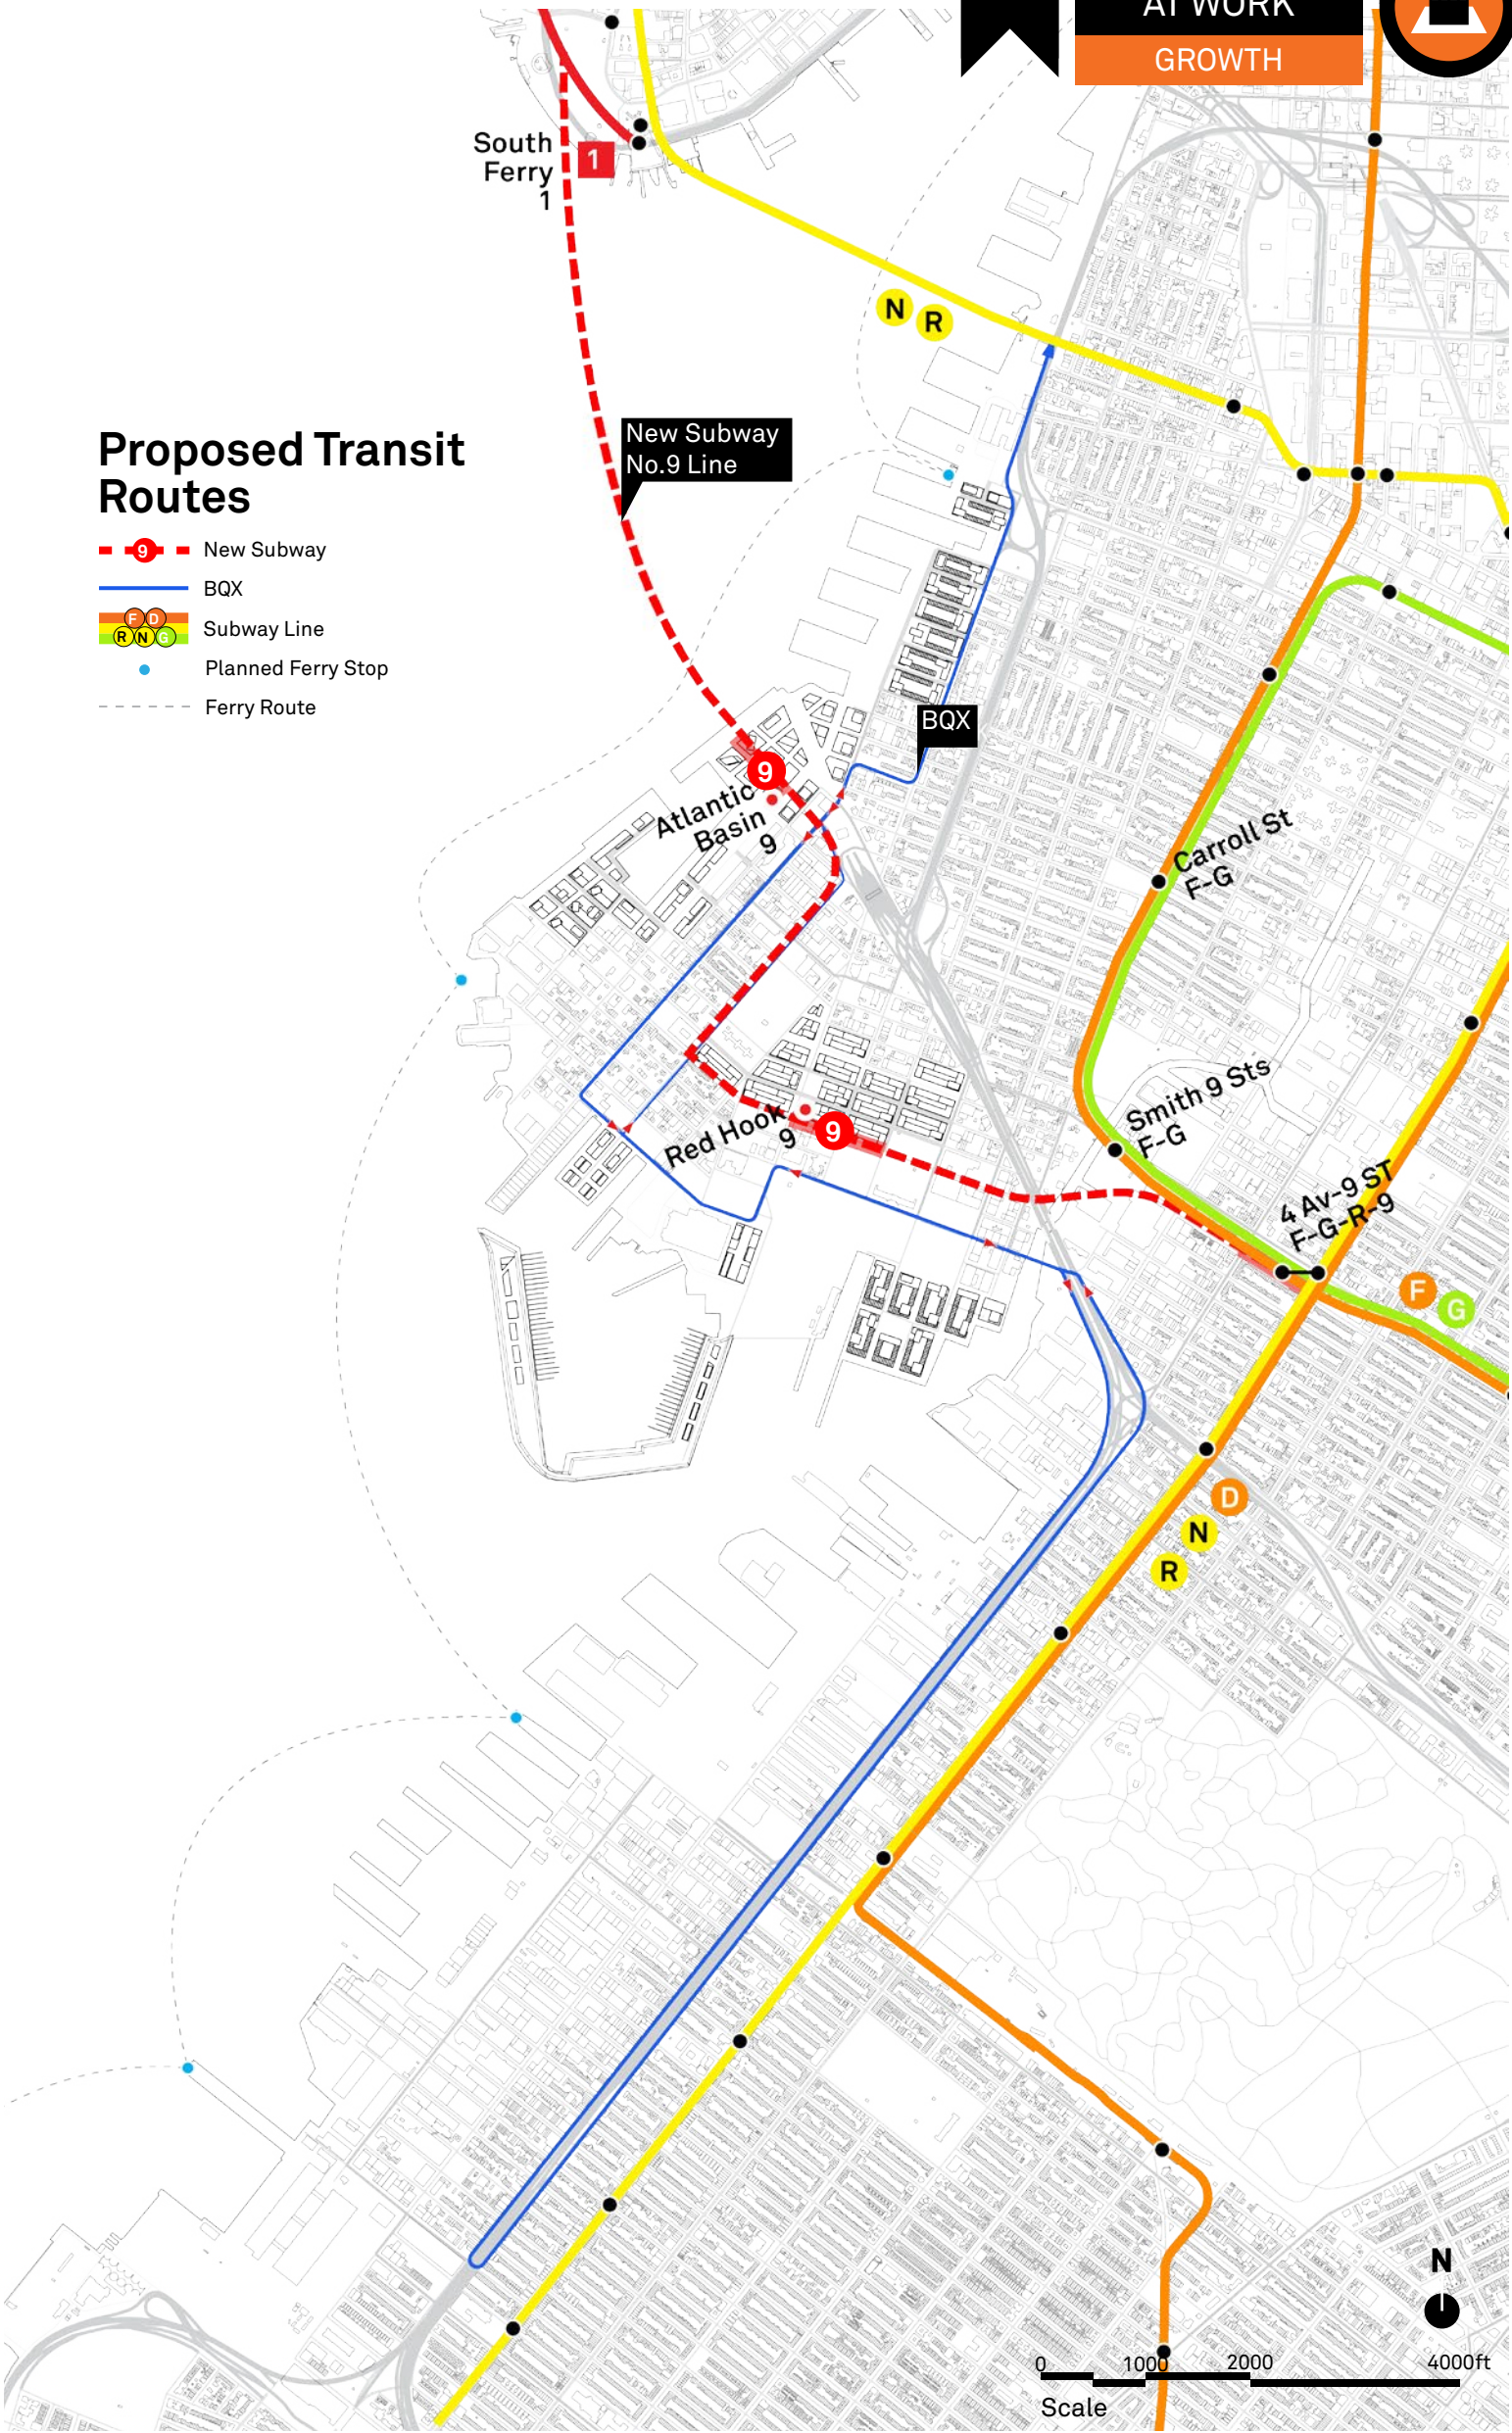 AT WORK
GROWTH
South
Ferry
1
1
N
R
New Subway
No.9 Line
Proposed Transit
Routes
9
New Subway
BQX
F D
R N G
Subway Line
Planned Ferry Stop
Ferry Route
BQX
9
Atlantic
Basin
9
Carroll St
F-G
Smith 9 Sts
F-G
Red Hook
9
9
4 Av-9 ST
F-G-R-9
F
G
D
N
R
N
0 1000 2000 4000ft
Scale